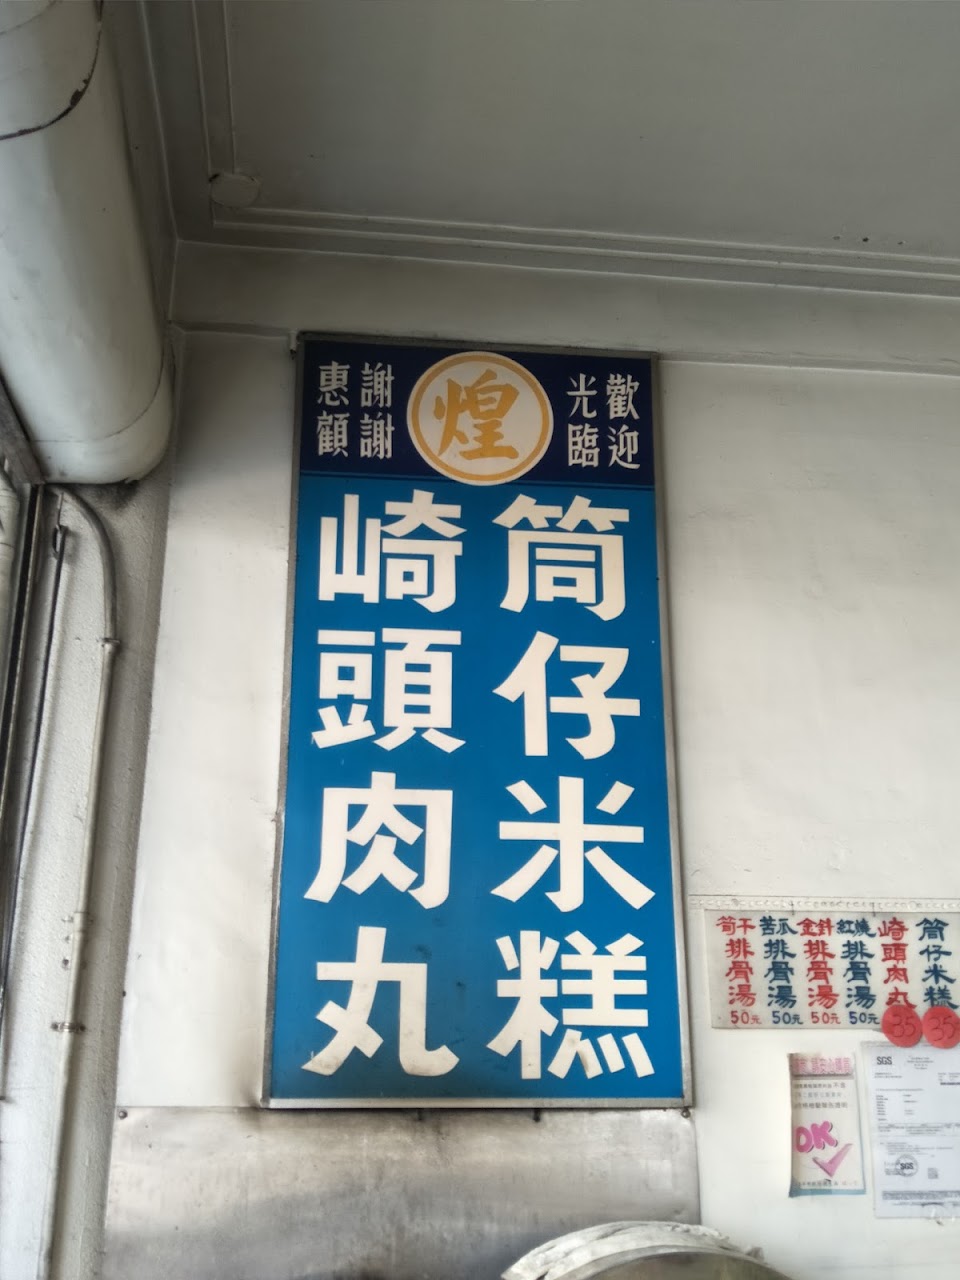 歡迎
光臨
煌
謝謝
惠顧
筒仔米糕
崎頭肉丸
筒仔米糕
35
崎頭肉丸
35
紅燒排骨湯
50元
金針排骨湯
50元
苦瓜排骨湯
50元
筍干排骨湯
50元
OK
SGS
SGS